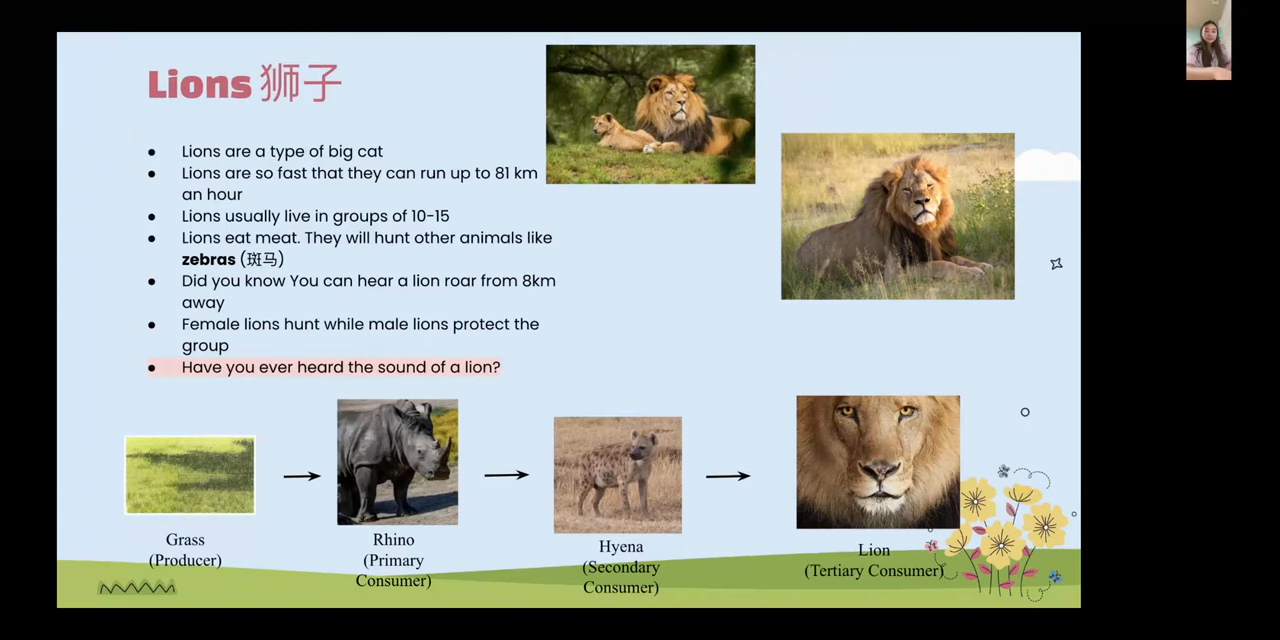 Lions 狮子
● Lions are a type of big cat
● Lions are so fast that they can run up to 81 km
an hour
● Lions usually live in groups of 10-15
● Lions eat meat. They will hunt other animals like
zebras (斑马)
● Did you know You can hear a lion roar from 8km
away
● Female lions hunt while male lions protect the
group
● Have you ever heard the sound of a lion?
Grass
(Producer)
Rhino
(Primary
Consumer)
Hyena
(Secondary
Consumer)
Lion
(Tertiary Consumer)